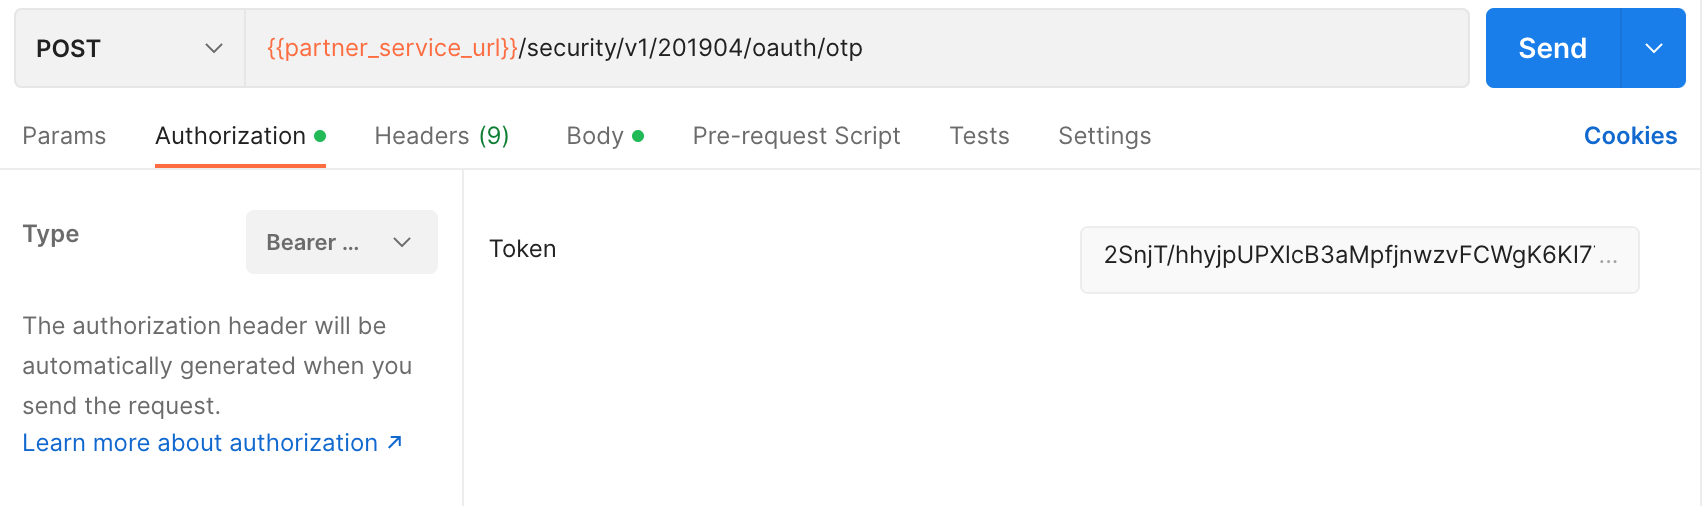 POST {{partner_service_url}}/security/v1/201904/oauth/otp Send
Params Authorization Headers (9) Body Pre-request Script Tests Settings Cookies
Type Bearer ...
Token 2SnjT/hhyjpUPXlcB3aMpfjnwzvFCWgK6KI7...
The authorization header will be
automatically generated when you
send the request.
Learn more about authorization ↗